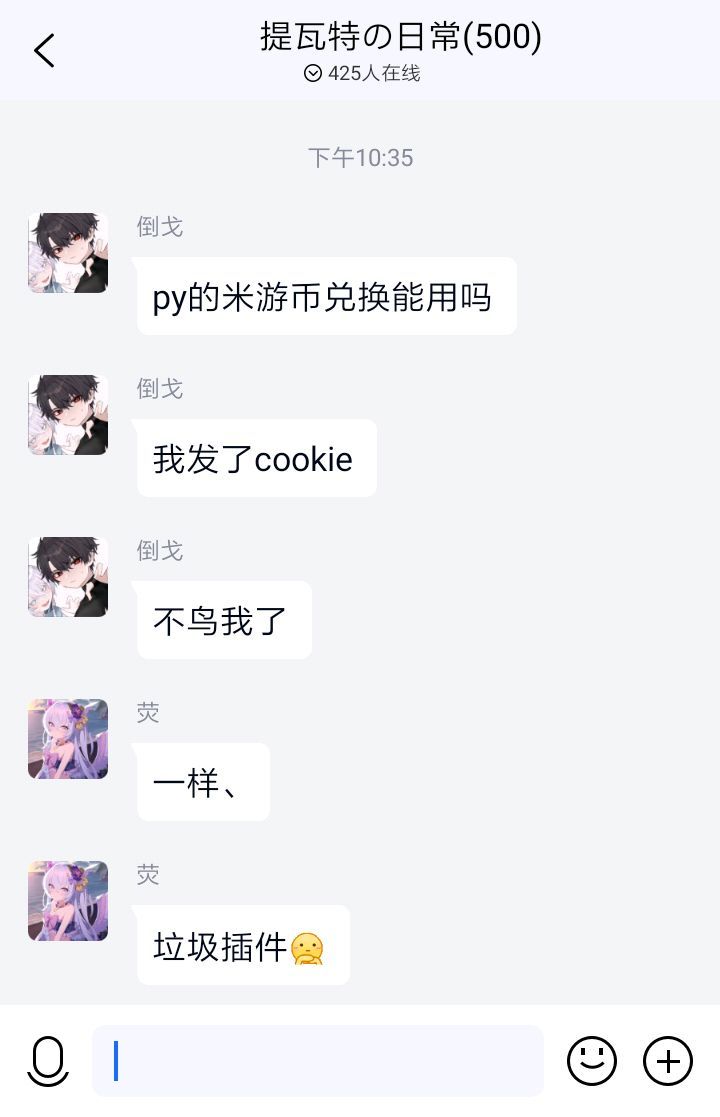 提瓦特の日常(500)
425人在线
下午10:35
倒戈
py的米游币兑换能用吗
倒戈
我发了cookie
倒戈
不鸟我了
荧
一样、
荧
垃圾插件